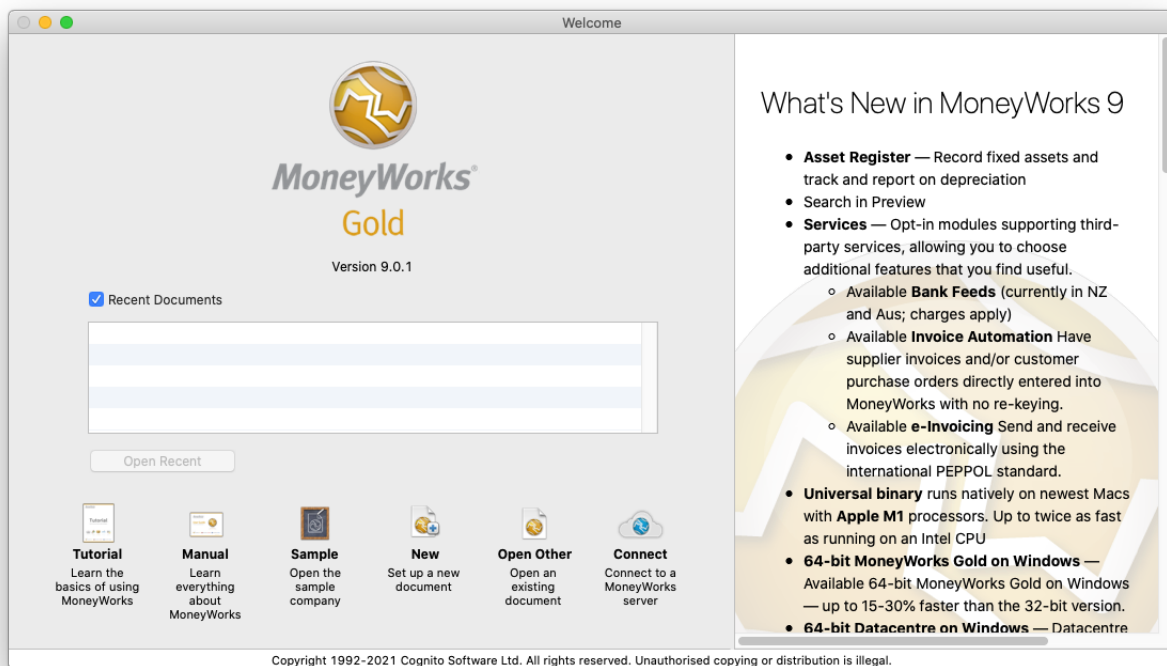 Welcome
MoneyWorks®
Gold
Version 9.0.1
Recent Documents
Open Recent
Tutorial
Learn the
basics of using
MoneyWorks
Manual
Learn
everything
about
MoneyWorks
Sample
Open the
sample
company
New
Set up a new
document
Open Other
Open an
existing
document
Connect
Connect to a
MoneyWorks
server
What's New in MoneyWorks 9
• Asset Register — Record fixed assets and
track and report on depreciation
• Search in Preview
• Services — Opt-in modules supporting third-
party services, allowing you to choose
additional features that you find useful.
◦ Available Bank Feeds (currently in NZ
and Aus; charges apply)
◦ Available Invoice Automation Have
supplier invoices and/or customer
purchase orders directly entered into
MoneyWorks with no re-keying.
◦ Available e-Invoicing Send and receive
invoices electronically using the
international PEPPOL standard.
• Universal binary runs natively on newest Macs
with Apple M1 processors. Up to twice as fast
as running on an Intel CPU
• 64-bit MoneyWorks Gold on Windows —
Available 64-bit MoneyWorks Gold on Windows
— up to 15-30% faster than the 32-bit version.
• 64-bit Datacentre on Windows — Datacentre
Copyright 1992-2021 Cognito Software Ltd. All rights reserved. Unauthorised copying or distribution is illegal.